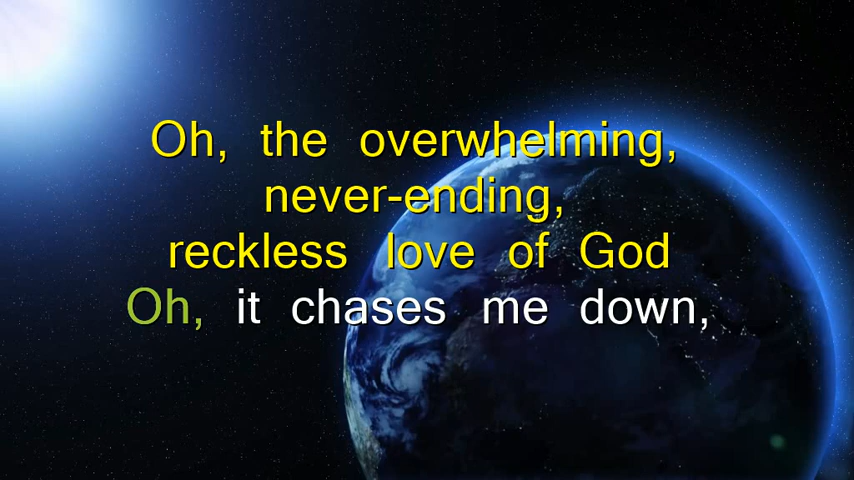 Oh, the overwhelming,
never-ending,
reckless love of God
Oh, it chases me down,